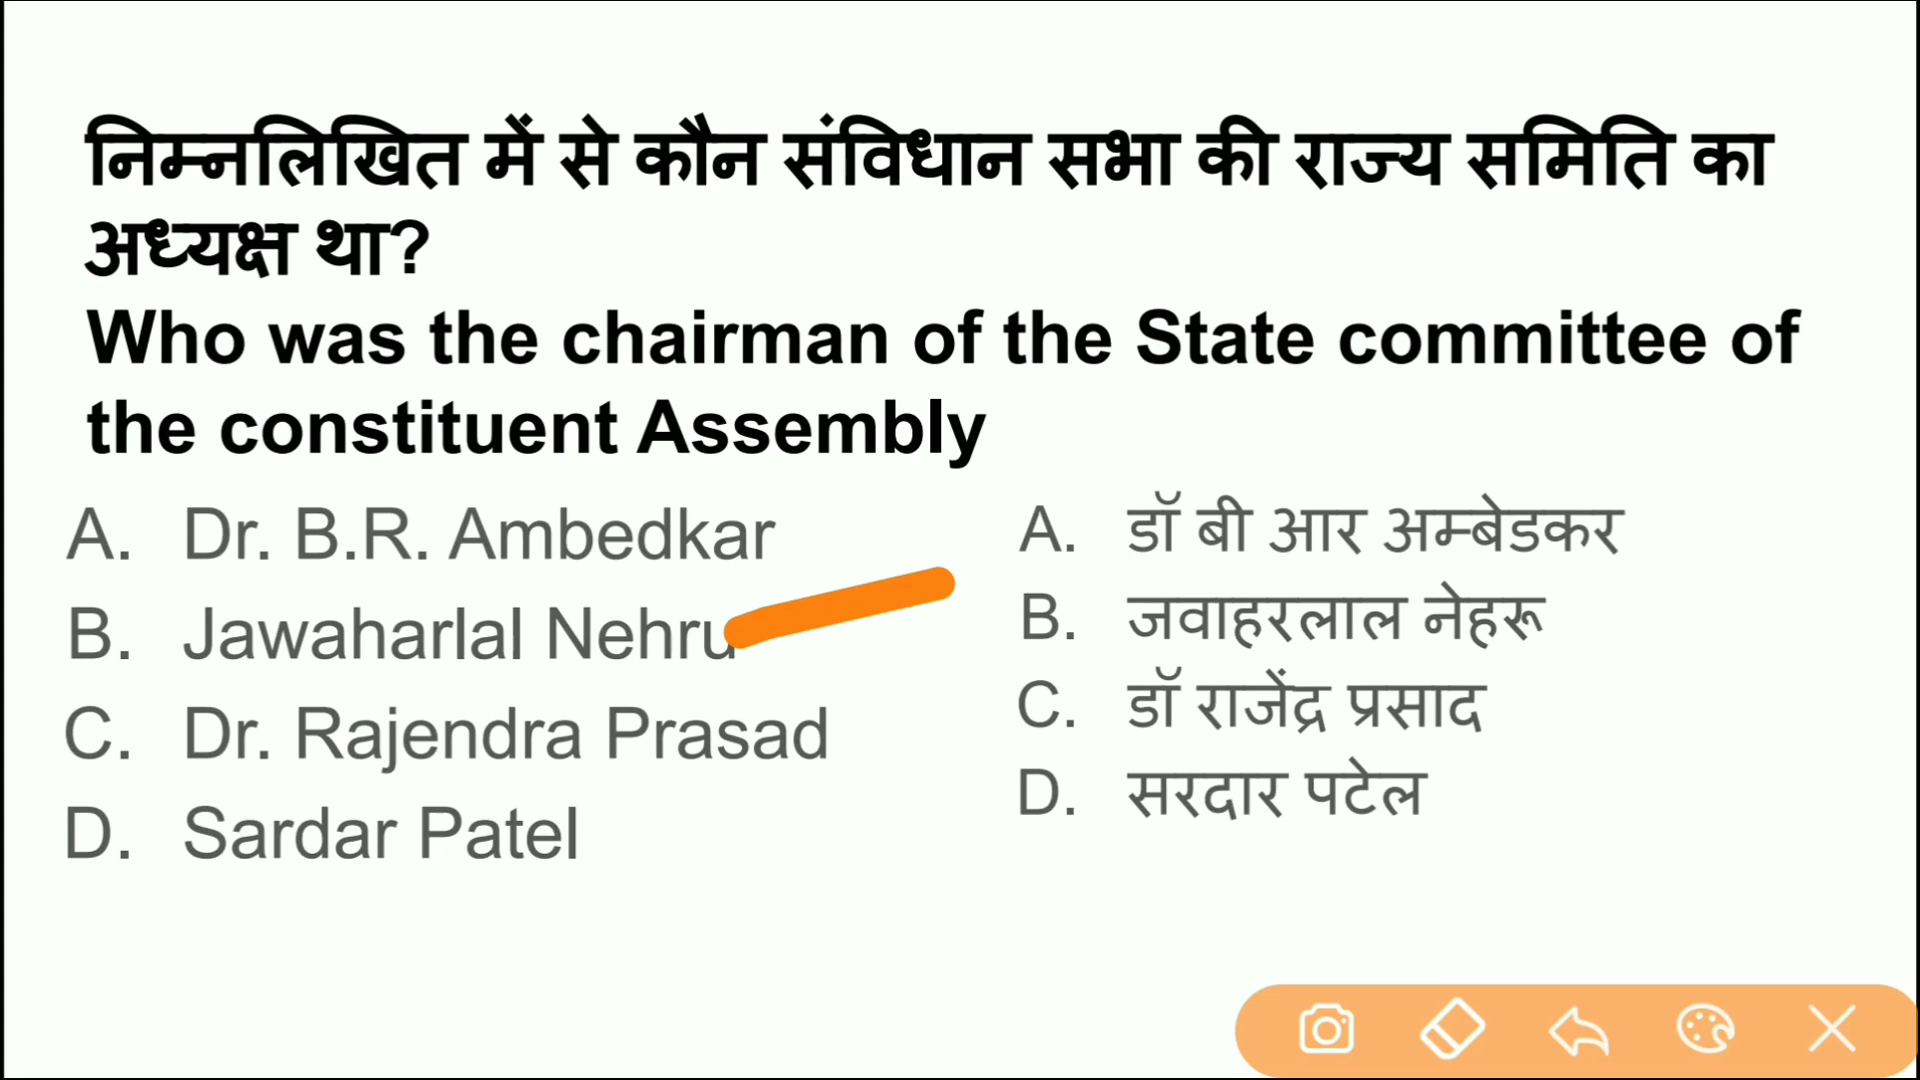 निम्नलिखित में से कौन संविधान सभा की राज्य समिति का
अध्यक्ष था?
Who was the chairman of the State committee of
the constituent Assembly
A. Dr. B.R. Ambedkar
B. Jawaharlal Nehru
C. Dr. Rajendra Prasad
D. Sardar Patel
A. डॉ बी आर अम्बेडकर
B. जवाहरलाल नेहरू
C. डॉ राजेंद्र प्रसाद
D. सरदार पटेल